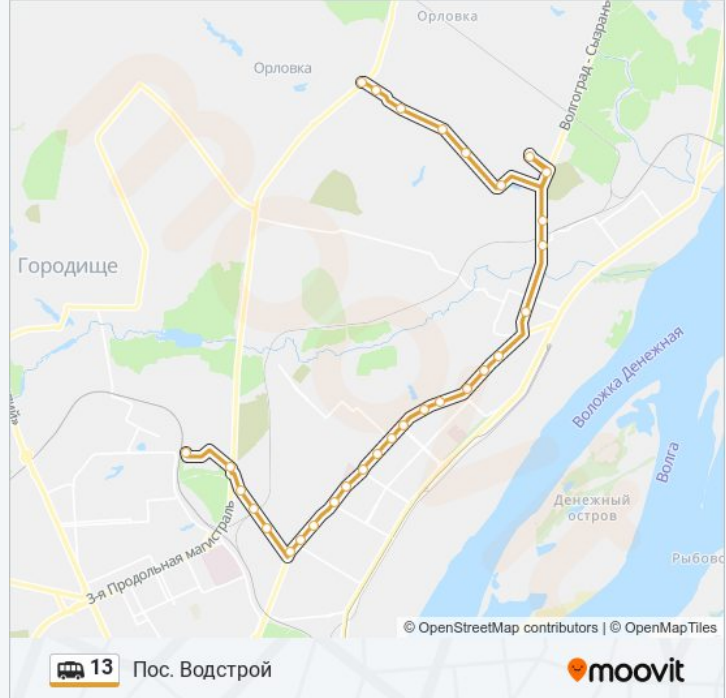 Орловка
Орловка
Волгоград - Сызрань
Городище
ий»
Воложка Денежная
Волга
Денежный
остров
Рыбово
3-я Продольная магистраль
© OpenStreetMap contributors | © OpenMapTiles
13 Пос. Водстрой
moovit